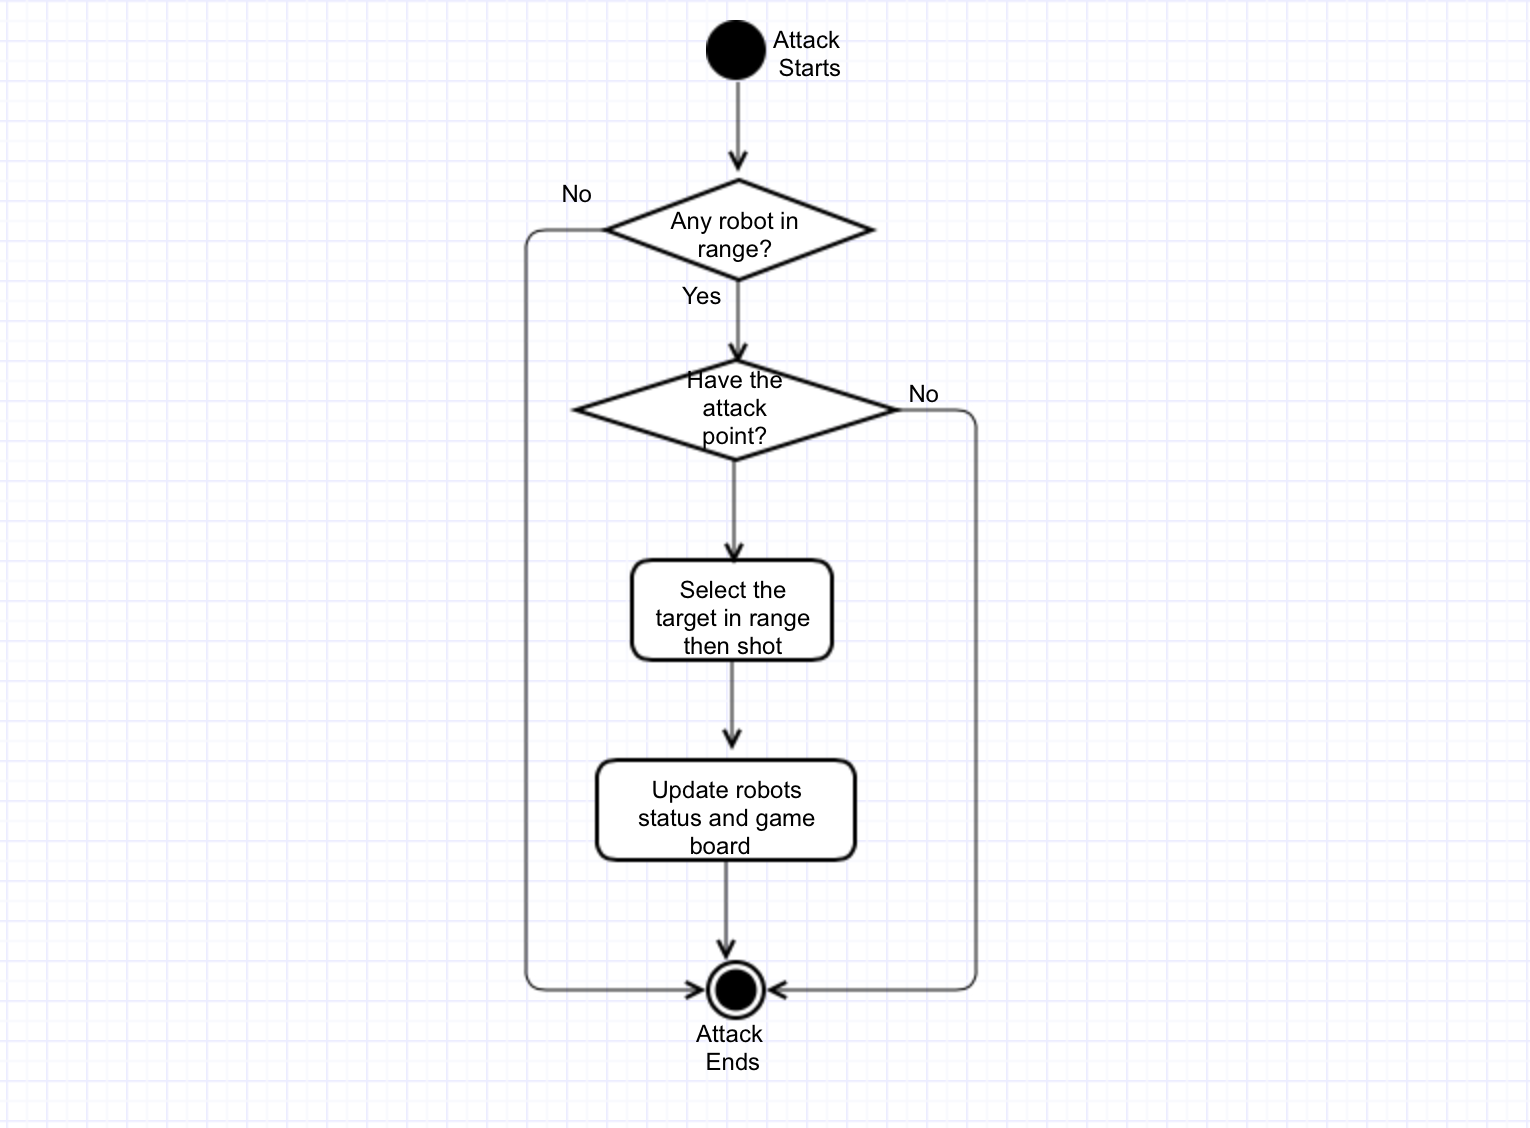 Attack
Starts
No
Any robot in
range?
Yes
Have the
attack
point?
No
Select the
target in range
then shot
Update robots
status and game
board
Attack
Ends